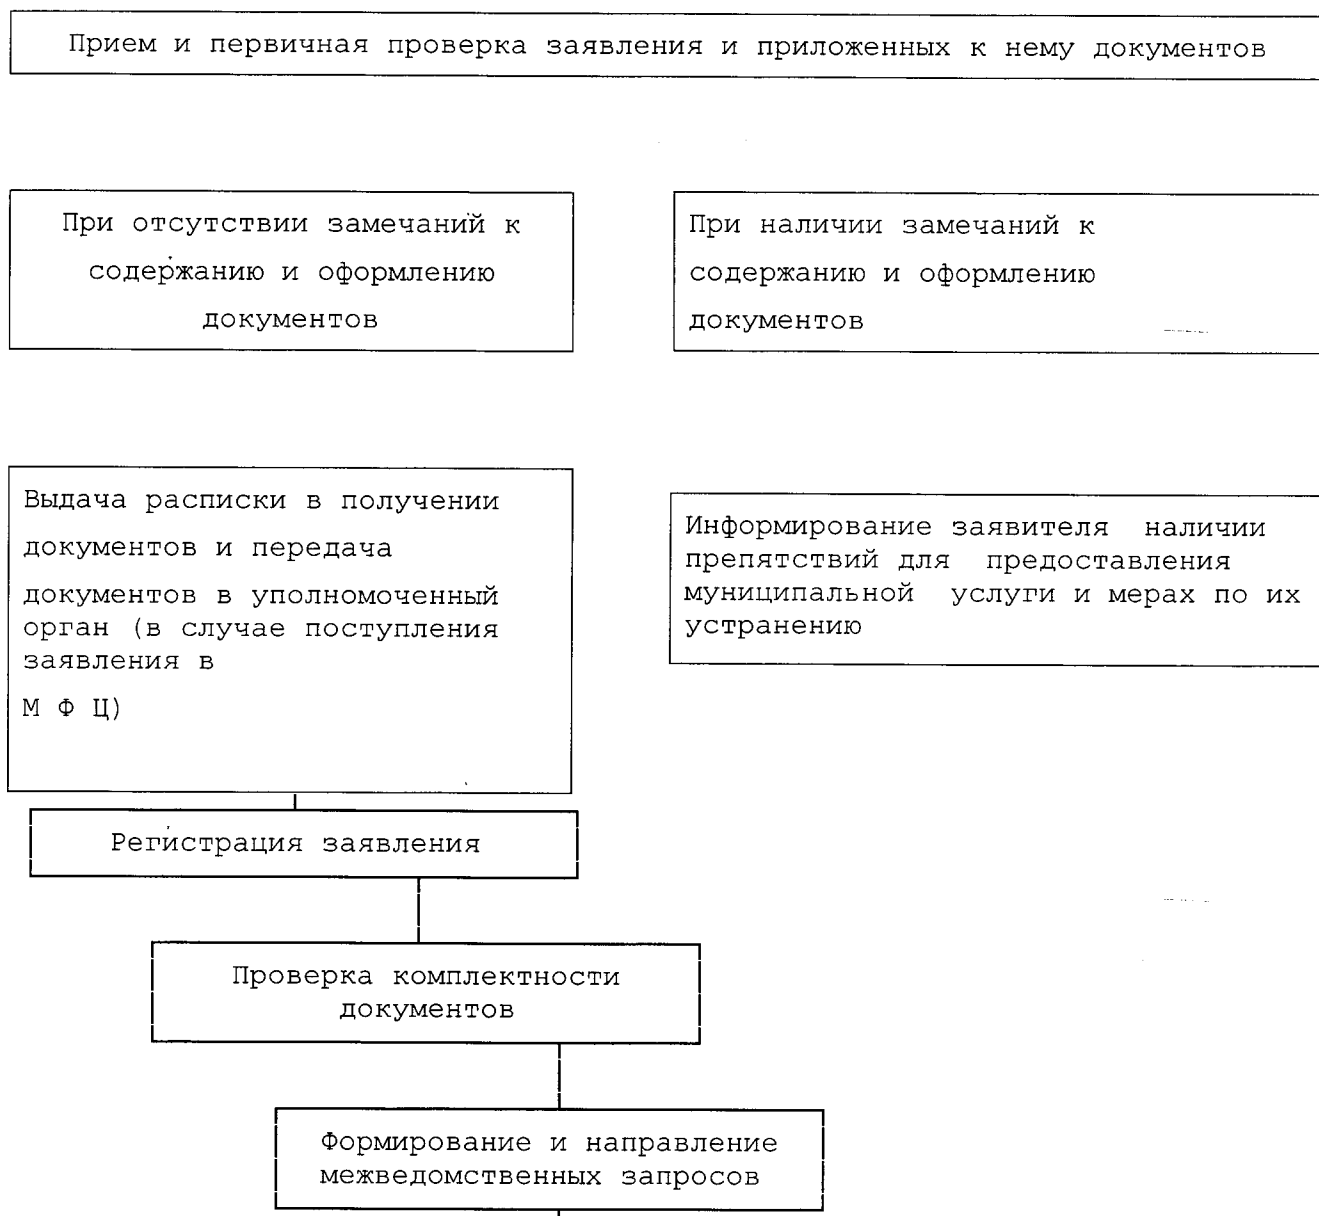 Прием и первичная проверка заявления и приложенных к нему документов
При отсутствии замечаний к
содержанию и оформлению
документов
При наличии замечаний к
содержанию и оформлению
документов
Выдача расписки в получении
документов и передача
документов в уполномоченный
орган (в случае поступления
заявления в
М Ф Ц)
Информирование заявителя наличии
препятствий для предоставления
муниципальной услуги и мерах по их
устранению
Регистрация заявления
Проверка комплектности
документов
Формирование и направление
межведомственных запросов